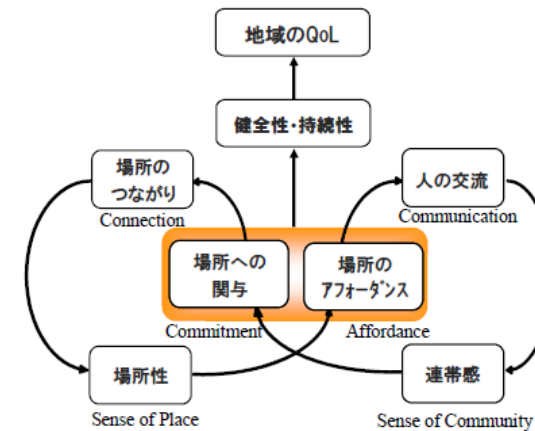 地域のQoL
健全性・持続性
場所の
つながり
Connection
人の交流
Communication
場所への
関与
Commitment
場所の
アフォーダンス
Affordance
場所性
Sense of Place
連帯感
Sense of Community